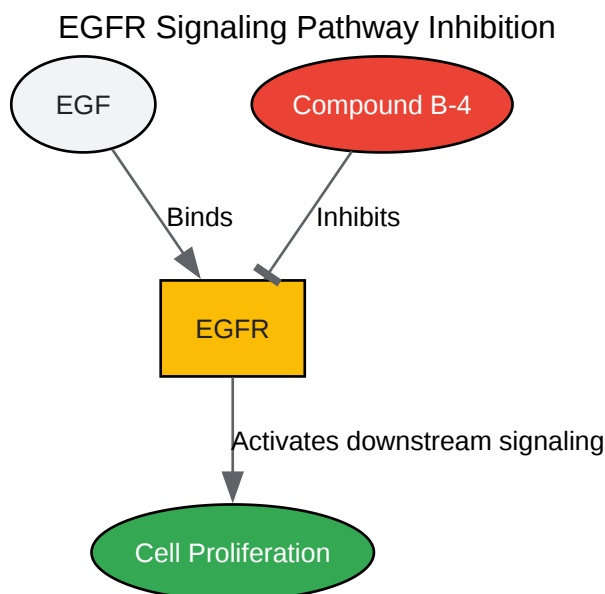 EGFR Signaling Pathway Inhibition
EGF
Compound B-4
Binds
Inhibits
EGFR
Activates downstream signaling
Cell Proliferation